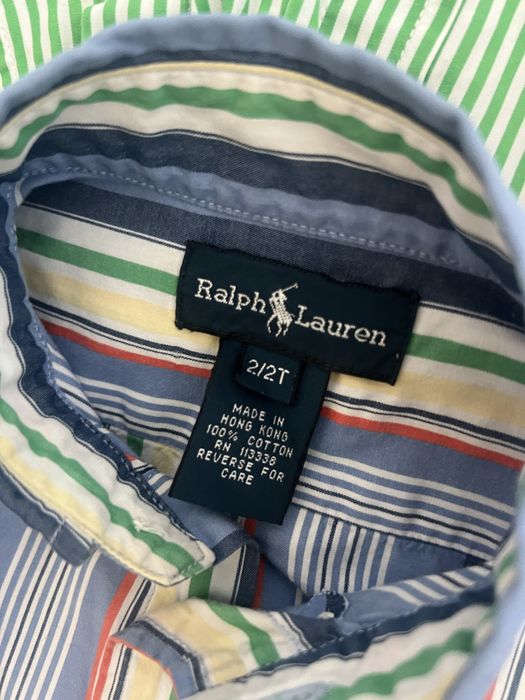 Ralph Lauren
2/2T
MADE IN
HONG KONG
100% COTTON
RN 113338
REVERSE FOR
CARE